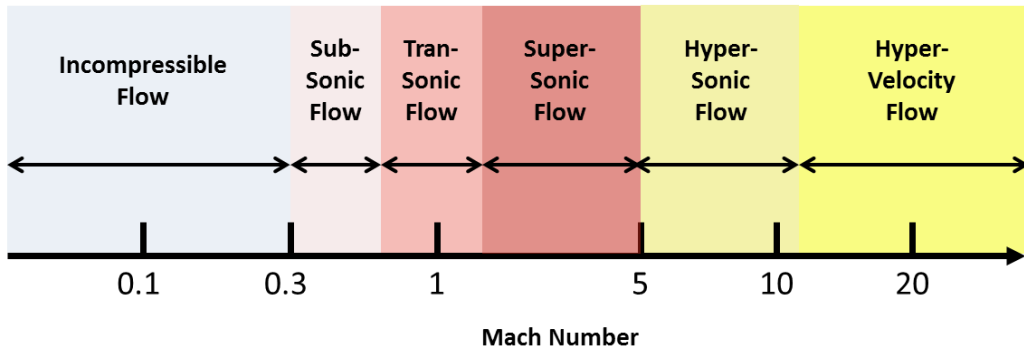 Incompressible
Flow
Sub-
Sonic
Flow
Tran-
Sonic
Flow
Super-
Sonic
Flow
Hyper-
Sonic
Flow
Hyper-
Velocity
Flow
0.1 0.3 1 5 10 20
Mach Number